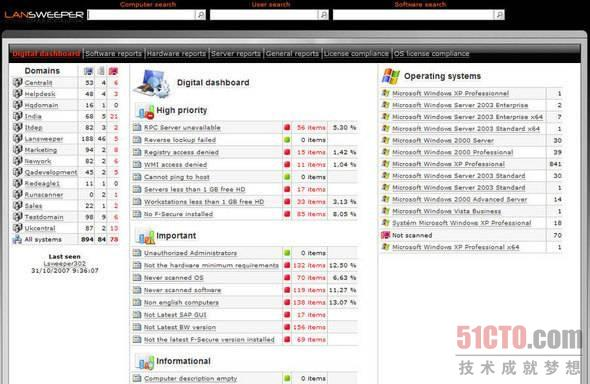 Computer search
User search
Software search
LANSWEEPER
Digital dashboard
Software reports
Hardware reports
Server reports
General reports
License compliance
OS license compliance
Domains
Centralit 53 4 6
Helpdesk 48 4 3
Hqdomain 16 1 0
India 68 5 21
Itdep 82 3 2
Lansweeper 188 46 5
Marketing 94 2 8
Newyork 82 6
Qadevelopment 45 2 5
Redeagle1 11 1 0
Runscanner 0 2 1
Sales 22 1 2
Testdomain 98 9 6
Ukcentral 87 2 13
All systems 894 84 78
Last seen
Lsweeper302
31/10/2007 9:36:07
Digital dashboard
High priority
RPC Server unavailable 56 items 5,30 %
Reverse lookup failed 0 items
Registry access denied 15 items 1,42 %
WMI access denied 11 items 1,04 %
Cannot ping to host 0 items
Servers less than 1 GB free HD 17 items
Workstations less than 1 GB free HD 33 items 3,13 %
No F-Secure installed 85 items 8,05 %
Important
Unauthorized Administrators 0 items
Not the hardware minimum requirements 132 items 12,50 %
Never scanned OS 70 items 6,63 %
Never scanned software 119 items 11,27 %
Non english computers 138 items 13,07 %
Not Latest SAP GUI 17 items
Not Latest BW version 156 items
Not the latest F-Secure version installed 69 items
Informational
Computer description empty 0 items
Operating systems
Microsoft Windows XP Professionnel 1
Microsoft Windows Server 2003 Enterprise 2
Microsoft Windows Server 2003 Enterprise x64 7
Microsoft Windows Server 2003 Standard x64 1
Microsoft Windows 2000 Server 30
Microsoft Windows 2000 Professional 39
Microsoft Windows XP Professional 841
Microsoft Windows Server 2003 Standard 30
Microsoft Windows Server 2003 Standard 1
Microsoft Windows 2000 Advanced Server 14
Microsoft Windows Vista Business 1
Systém Microsoft Windows XP Professional 18
Not scanned 70
Microsoft Windows XP Professional x64 1
51CTO.com
技术成就梦想